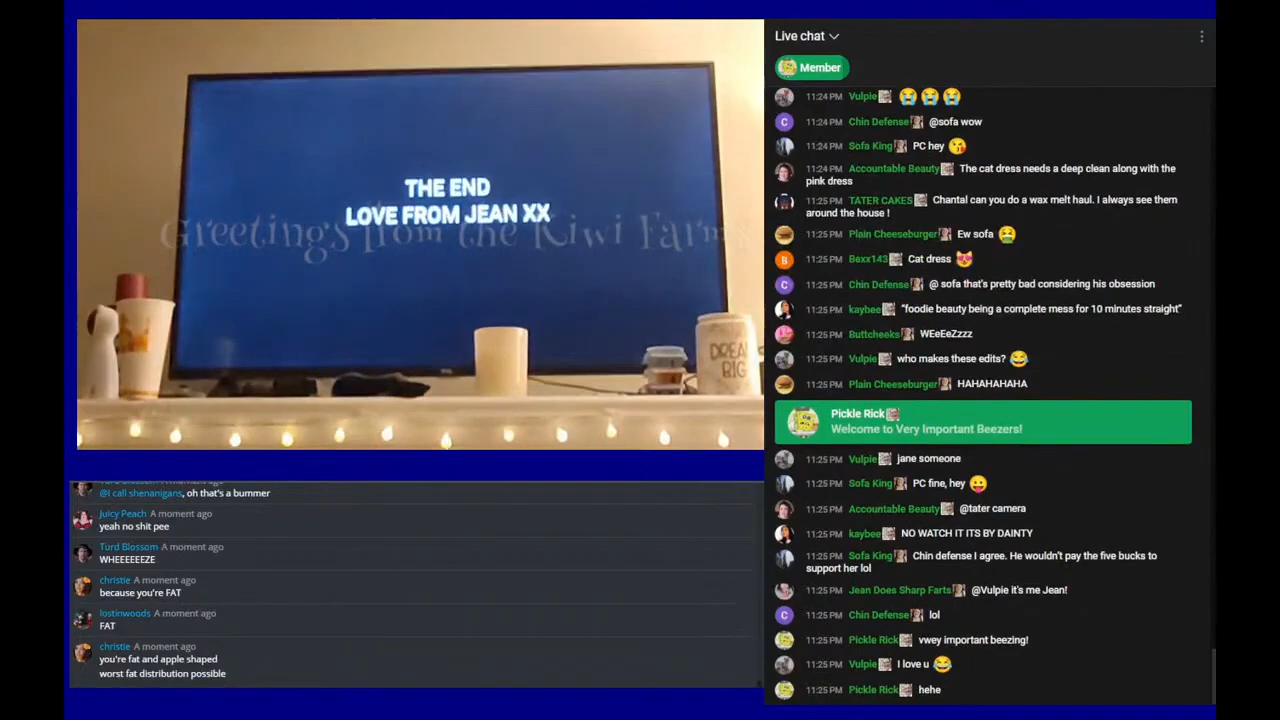 THE END
LOVE FROM JEAN XX
Greetings from the Kiwi Farms
DREAM
BIG
@I call shenanigans, oh that's a bummer
Juicy Peach A moment ago
yeah no shit pee
Turd Blossom A moment ago
WHEEEEEEZE
christie A moment ago
because you're FAT
lostinwoods A moment ago
FAT
christie A moment ago
you're fat and apple shaped
worst fat distribution possible
Live chat
Member
11:24 PM Vulpie 😭 😭 😭
11:24 PM Chin Defense @sofa wow
11:24 PM Sofa King PC hey 😘
11:24 PM Accountable Beauty The cat dress needs a deep clean along with the
pink dress
11:25 PM TATER CAKES Chantal can you do a wax melt haul. I always see them
around the house !
11:25 PM Plain Cheeseburger Ew sofa 🤮
11:25 PM Bexx143 Cat dress 😻
11:25 PM Chin Defense @ sofa that's pretty bad considering his obsession
11:25 PM kaybee “foodie beauty being a complete mess for 10 minutes straight”
11:25 PM Buttcheeks WEeEeZzzz
11:25 PM Vulpie who makes these edits? 😂
11:25 PM Plain Cheeseburger HAHAHAHAHA
Pickle Rick
Welcome to Very Important Beezers!
11:25 PM Vulpie jane someone
11:25 PM Sofa King PC fine, hey 😛
11:25 PM Accountable Beauty @tater camera
11:25 PM kaybee NO WATCH IT ITS BY DAINTY
11:25 PM Sofa King Chin defense I agree. He wouldn't pay the five bucks to
support her lol
11:25 PM Jean Does Sharp Farts @Vulpie it's me Jean!
11:25 PM Chin Defense lol
11:25 PM Pickle Rick vwey important beezing!
11:25 PM Vulpie I love u 😂
11:25 PM Pickle Rick hehe